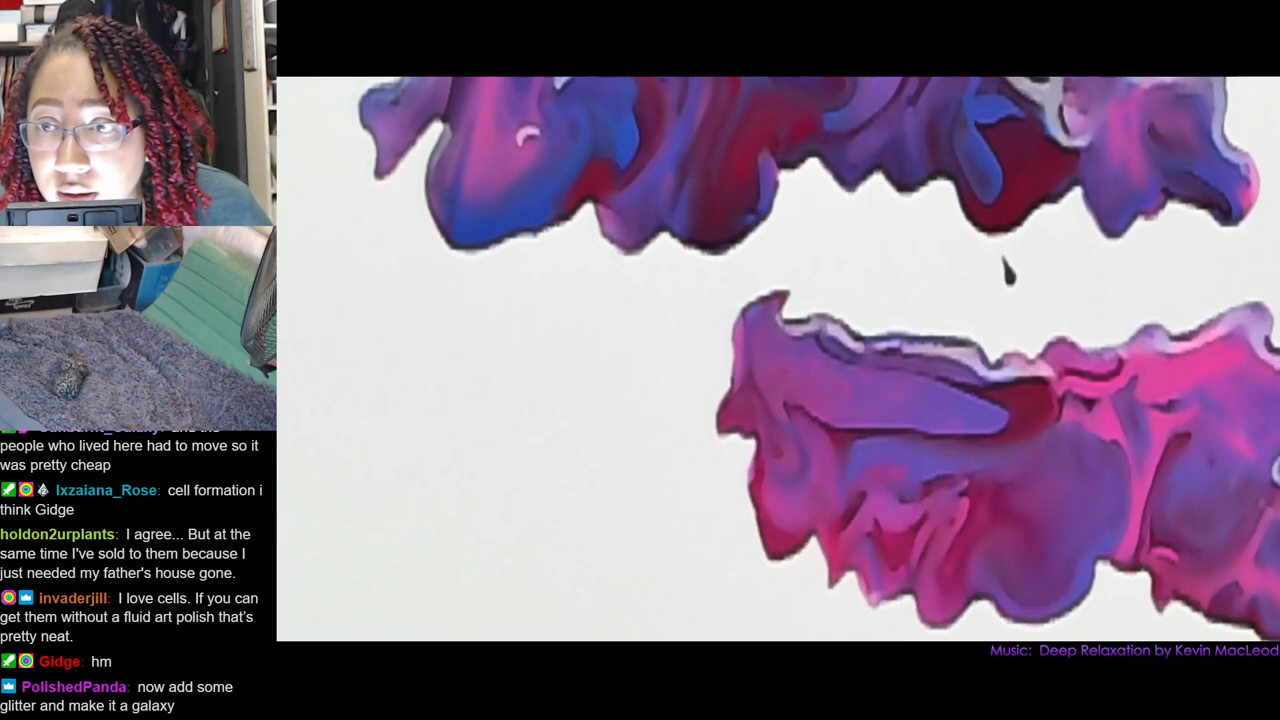 people who lived here had to move so it
was pretty cheap
Ixzaiana_Rose: cell formation i
think Gidge
holdon2urplants: I agree... But at the
same time I've sold to them because I
just needed my father's house gone.
invaderjill: I love cells. If you can
get them without a fluid art polish that's
pretty neat.
Gidge: hm
PolishedPanda: now add some
glitter and make it a galaxy
Music: Deep Relaxation by Kevin MacLeod